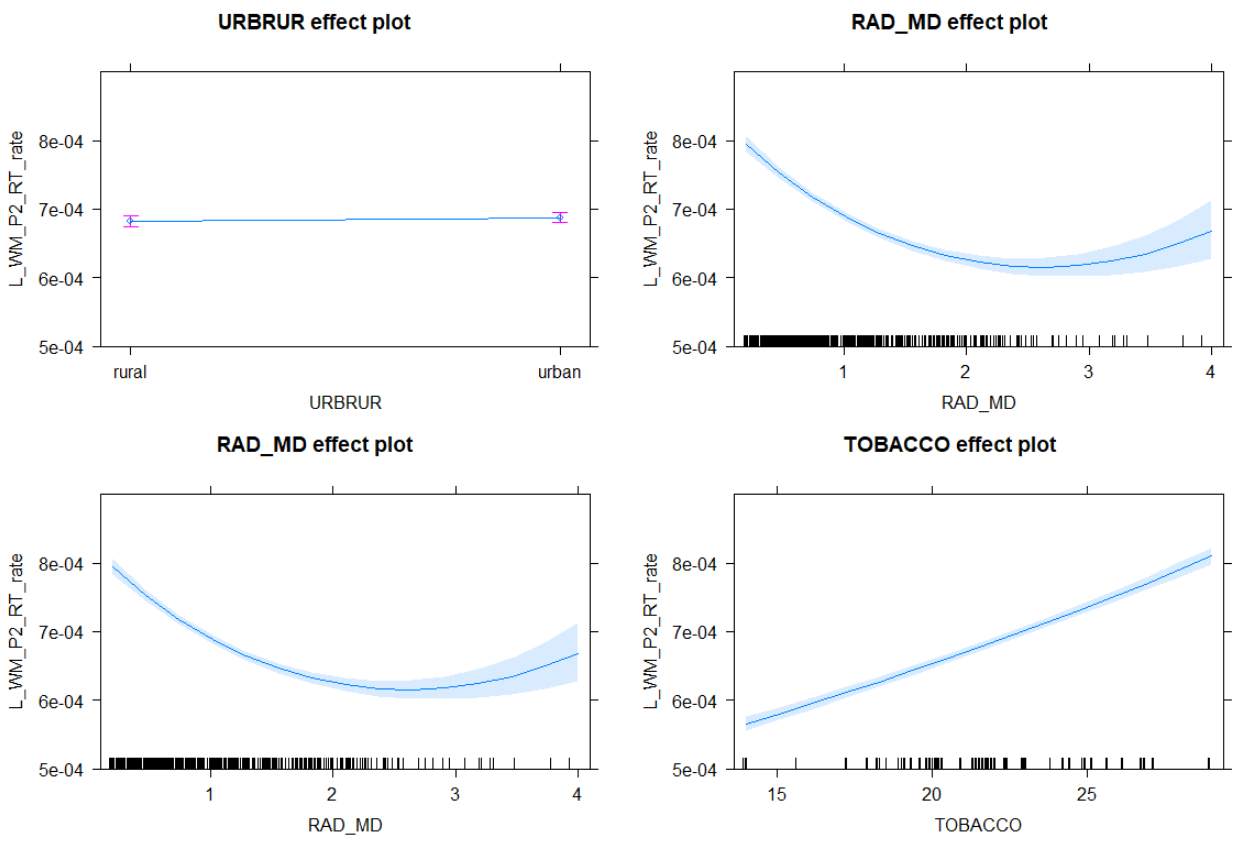 URBRUR effect plot
L_WM_P2_RT_rate
8e-04
7e-04
6e-04
5e-04
rural urban
URBRUR
RAD_MD effect plot
L_WM_P2_RT_rate
8e-04
7e-04
6e-04
5e-04
1 2 3 4
RAD_MD
RAD_MD effect plot
L_WM_P2_RT_rate
8e-04
7e-04
6e-04
5e-04
1 2 3 4
RAD_MD
TOBACCO effect plot
L_WM_P2_RT_rate
8e-04
7e-04
6e-04
5e-04
15 20 25
TOBACCO